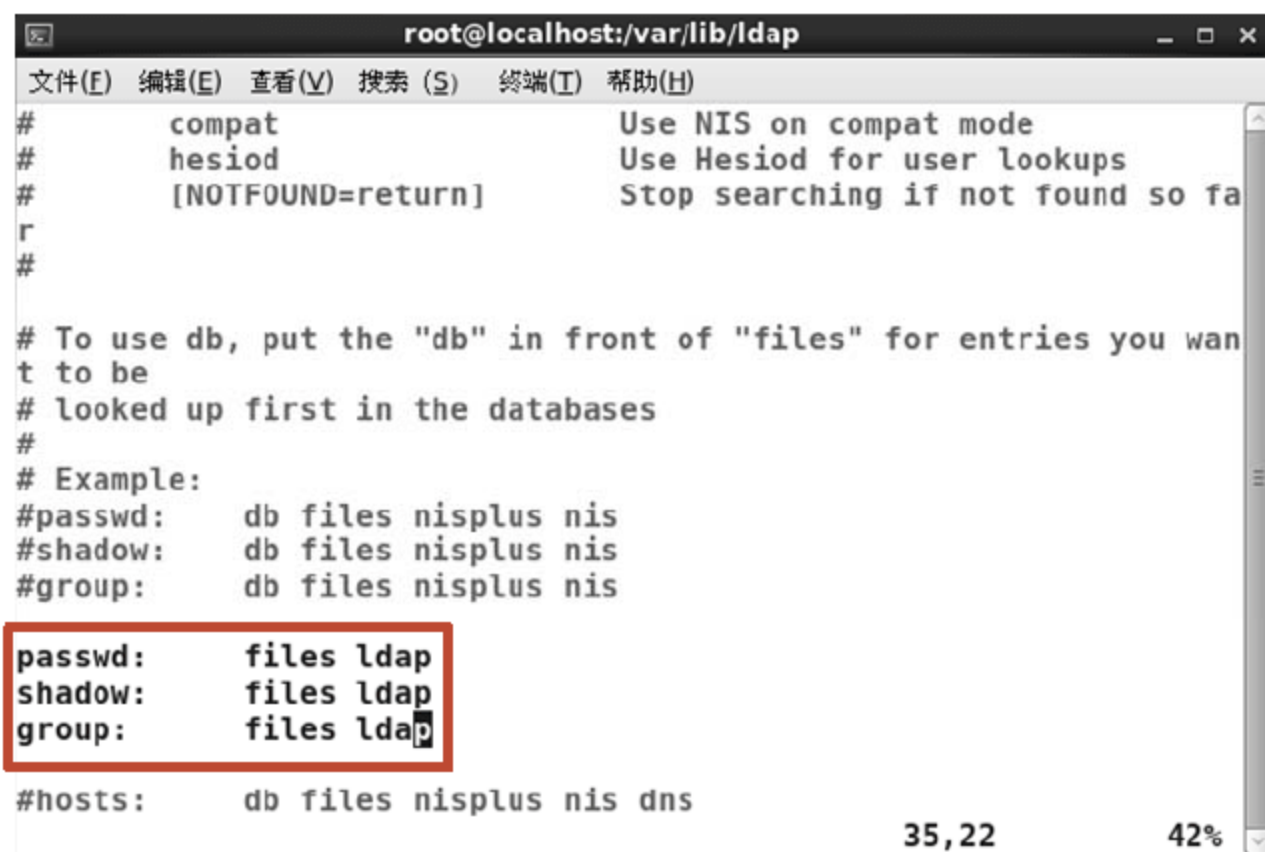 root@localhost:/var/lib/ldap
文件(F) 编辑(E) 查看(V) 搜索 (S) 终端(T) 帮助(H)
#       compat                  Use NIS on compat mode
#       hesiod                  Use Hesiod for user lookups
#       [NOTFOUND=return]       Stop searching if not found so fa
r
#
# To use db, put the "db" in front of "files" for entries you wan
t to be
# looked up first in the databases
#
# Example:
#passwd:    db files nisplus nis
#shadow:    db files nisplus nis
#group:     db files nisplus nis
passwd:     files ldap
shadow:     files ldap
group:      files ldap
#hosts:     db files nisplus nis dns
35,22         42%